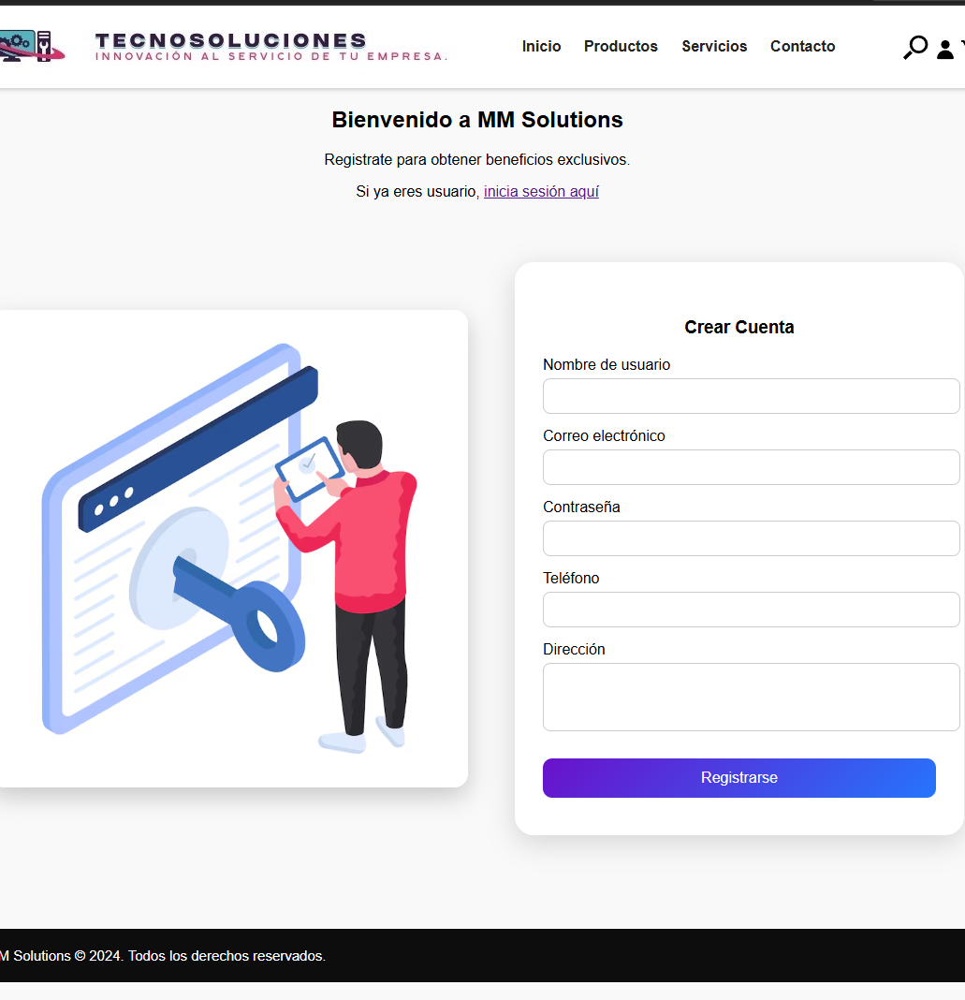 TECNOSOLUCIONES
INNOVACIÓN AL SERVICIO DE TU EMPRESA.
Inicio Productos Servicios Contacto
Bienvenido a MM Solutions
Registrate para obtener beneficios exclusivos.
Si ya eres usuario, inicia sesión aquí
Crear Cuenta
Nombre de usuario
Correo electrónico
Contraseña
Teléfono
Dirección
Registrarse
M Solutions © 2024. Todos los derechos reservados.